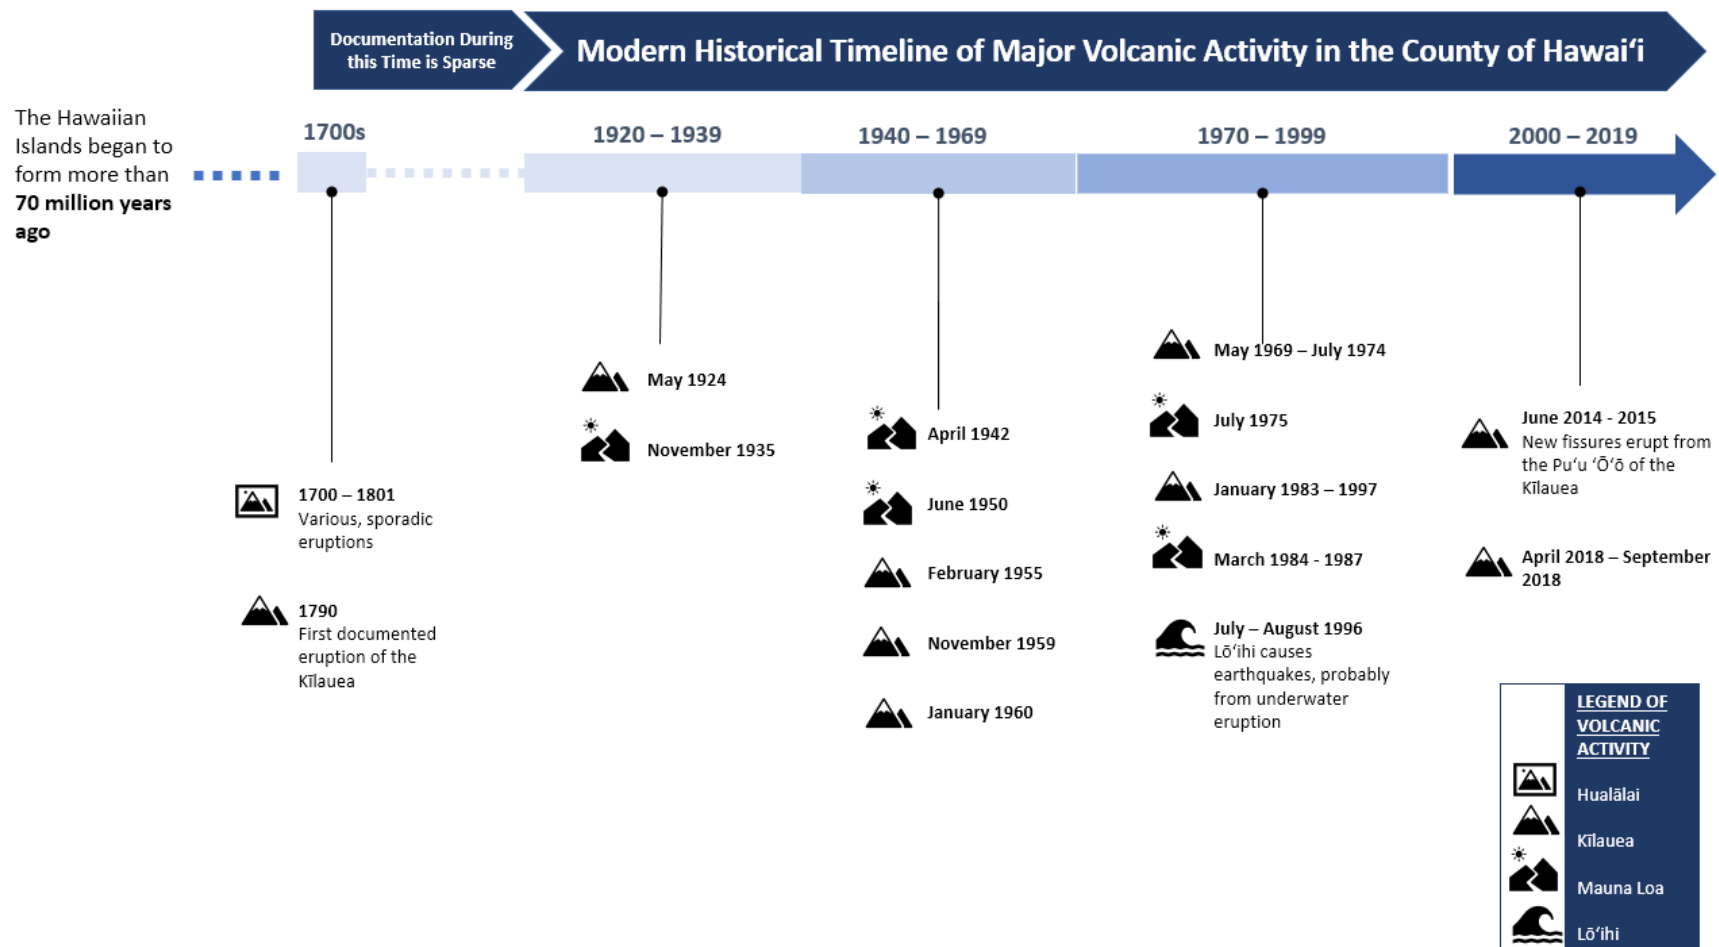 Documentation During
this Time is Sparse
Modern Historical Timeline of Major Volcanic Activity in the County of Hawaiʻi
The Hawaiian
Islands began to
form more than
70 million years
ago
1700s
1920 – 1939
1940 – 1969
1970 – 1999
2000 – 2019
1700 – 1801
Various, sporadic
eruptions
1790
First documented
eruption of the
Kīlauea
May 1924
November 1935
April 1942
June 1950
February 1955
November 1959
January 1960
May 1969 – July 1974
July 1975
January 1983 – 1997
March 1984 - 1987
July – August 1996
Lōʻihi causes
earthquakes, probably
from underwater
eruption
June 2014 - 2015
New fissures erupt from
the Puʻu ʻŌʻō of the
Kīlauea
April 2018 – September
2018
LEGEND OF
VOLCANIC
ACTIVITY
Hualālai
Kīlauea
Mauna Loa
Lōʻihi